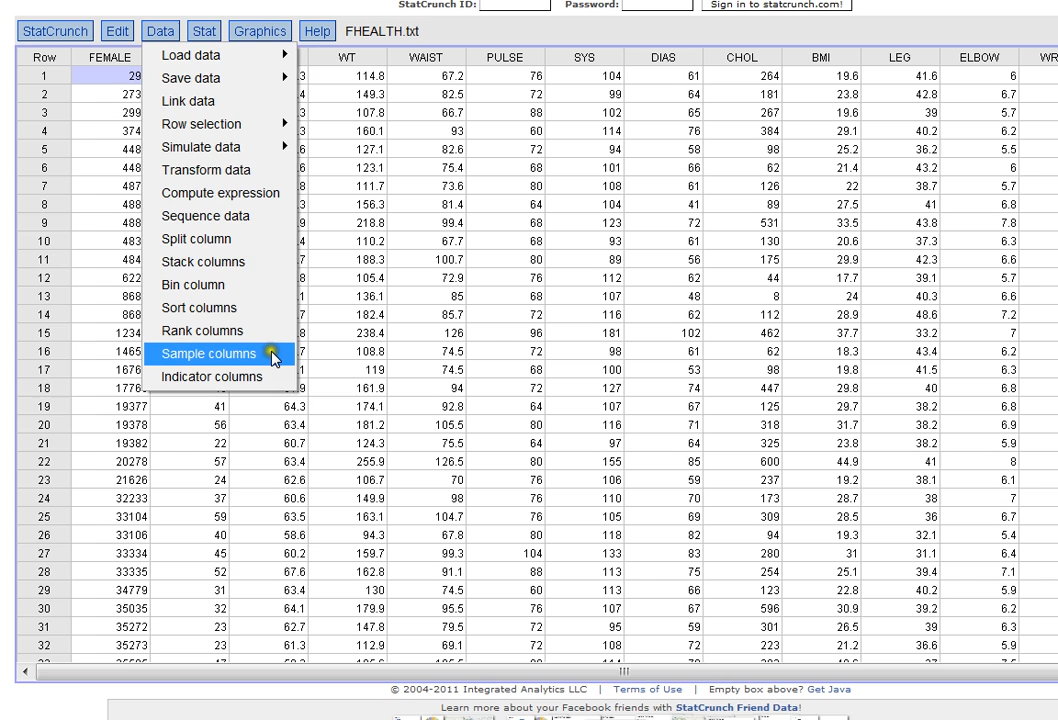 StatCrunch ID: Password: Sign in to statcrunch.com!
StatCrunch Edit Data Stat Graphics Help FHEALTH.txt
Row FEMALE WT WAIST PULSE SYS DIAS CHOL BMI LEG ELBOW WR
Load data
Save data
Link data
Row selection
Simulate data
Transform data
Compute expression
Sequence data
Split column
Stack columns
Bin column
Sort columns
Rank columns
Sample columns
Indicator columns
1 29 .3 114.8 67.2 76 104 61 264 19.6 41.6 6
2 273 .4 149.3 82.5 72 99 64 181 23.8 42.8 6.7
3 299 107.8 66.7 88 102 65 267 19.6 39 5.7
4 374 160.1 93 60 114 76 384 29.1 40.2 6.2
5 448 .6 127.1 82.6 72 94 58 98 25.2 36.2 5.5
6 448 .6 123.1 75.4 68 101 66 62 21.4 43.2 6
7 487 .8 111.7 73.6 80 108 61 126 22 38.7 5.7
8 488 .3 156.3 81.4 64 104 41 89 27.5 41 6.8
9 488 .9 218.8 99.4 68 123 72 531 33.5 43.8 7.8
10 483 .4 110.2 67.7 68 93 61 130 20.6 37.3 6.3
11 484 .7 188.3 100.7 80 89 56 175 29.9 42.3 6.6
12 622 .8 105.4 72.9 76 112 62 44 17.7 39.1 5.7
13 868 .1 136.1 85 68 107 48 8 24 40.3 6.6
14 868 .7 182.4 85.7 72 116 62 112 28.9 48.6 7.2
15 1234 .8 238.4 126 96 181 102 462 37.7 33.2 7
16 1465 .7 108.8 74.5 72 98 61 62 18.3 43.4 6.2
17 1676 .1 119 74.5 68 100 53 98 19.8 41.5 6.3
18 1776 .9 161.9 94 72 127 74 447 29.8 40 6.8
19 19377 41 64.3 174.1 92.8 64 107 67 125 29.7 38.2 6.8
20 19378 56 63.4 181.2 105.5 80 116 71 318 31.7 38.2 6.9
21 19382 22 60.7 124.3 75.5 64 97 64 325 23.8 38.2 5.9
22 20278 57 63.4 255.9 126.5 80 155 85 600 44.9 41 8
23 21626 24 62.6 106.7 70 76 106 59 237 19.2 38.1 6.1
24 32233 37 60.6 149.9 98 76 110 70 173 28.7 38 7
25 33104 59 63.5 163.1 104.7 76 105 69 309 28.5 36 6.7
26 33106 40 58.6 94.3 67.8 80 118 82 94 19.3 32.1 5.4
27 33334 45 60.2 159.7 99.3 104 133 83 280 31 31.1 6.4
28 33335 52 67.6 162.8 91.1 88 113 75 254 25.1 39.4 7.1
29 34779 31 63.4 130 74.5 60 113 66 123 22.8 40.2 5.9
30 35035 32 64.1 179.9 95.5 76 107 67 596 30.9 39.2 6.2
31 35272 23 62.7 147.8 79.5 72 95 59 301 26.5 39 6.3
32 35273 23 61.3 112.9 69.1 72 108 72 223 21.2 36.6 5.9
© 2004-2011 Integrated Analytics LLC | Terms of Use | Empty box above? Get Java
Learn more about your Facebook friends with StatCrunch Friend Data!